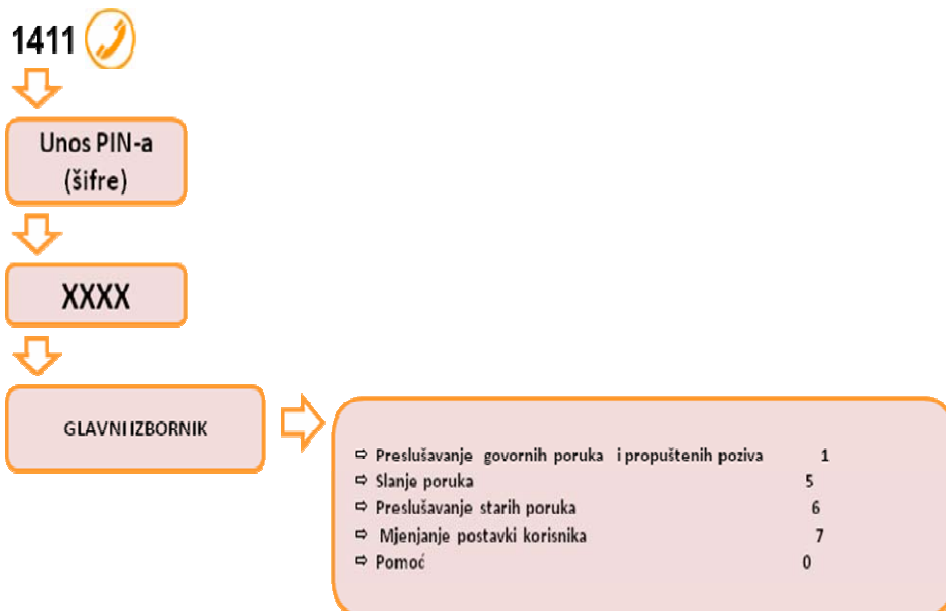 1411
Unos PIN-a
(šifre)
XXXX
GLAVNI IZBORNIK
⇨ Preslušavanje govornih poruka i propuštenih poziva 1
⇨ Slanje poruka 5
⇨ Preslušavanje starih poruka 6
⇨ Mjenjanje postavki korisnika 7
⇨ Pomoć 0